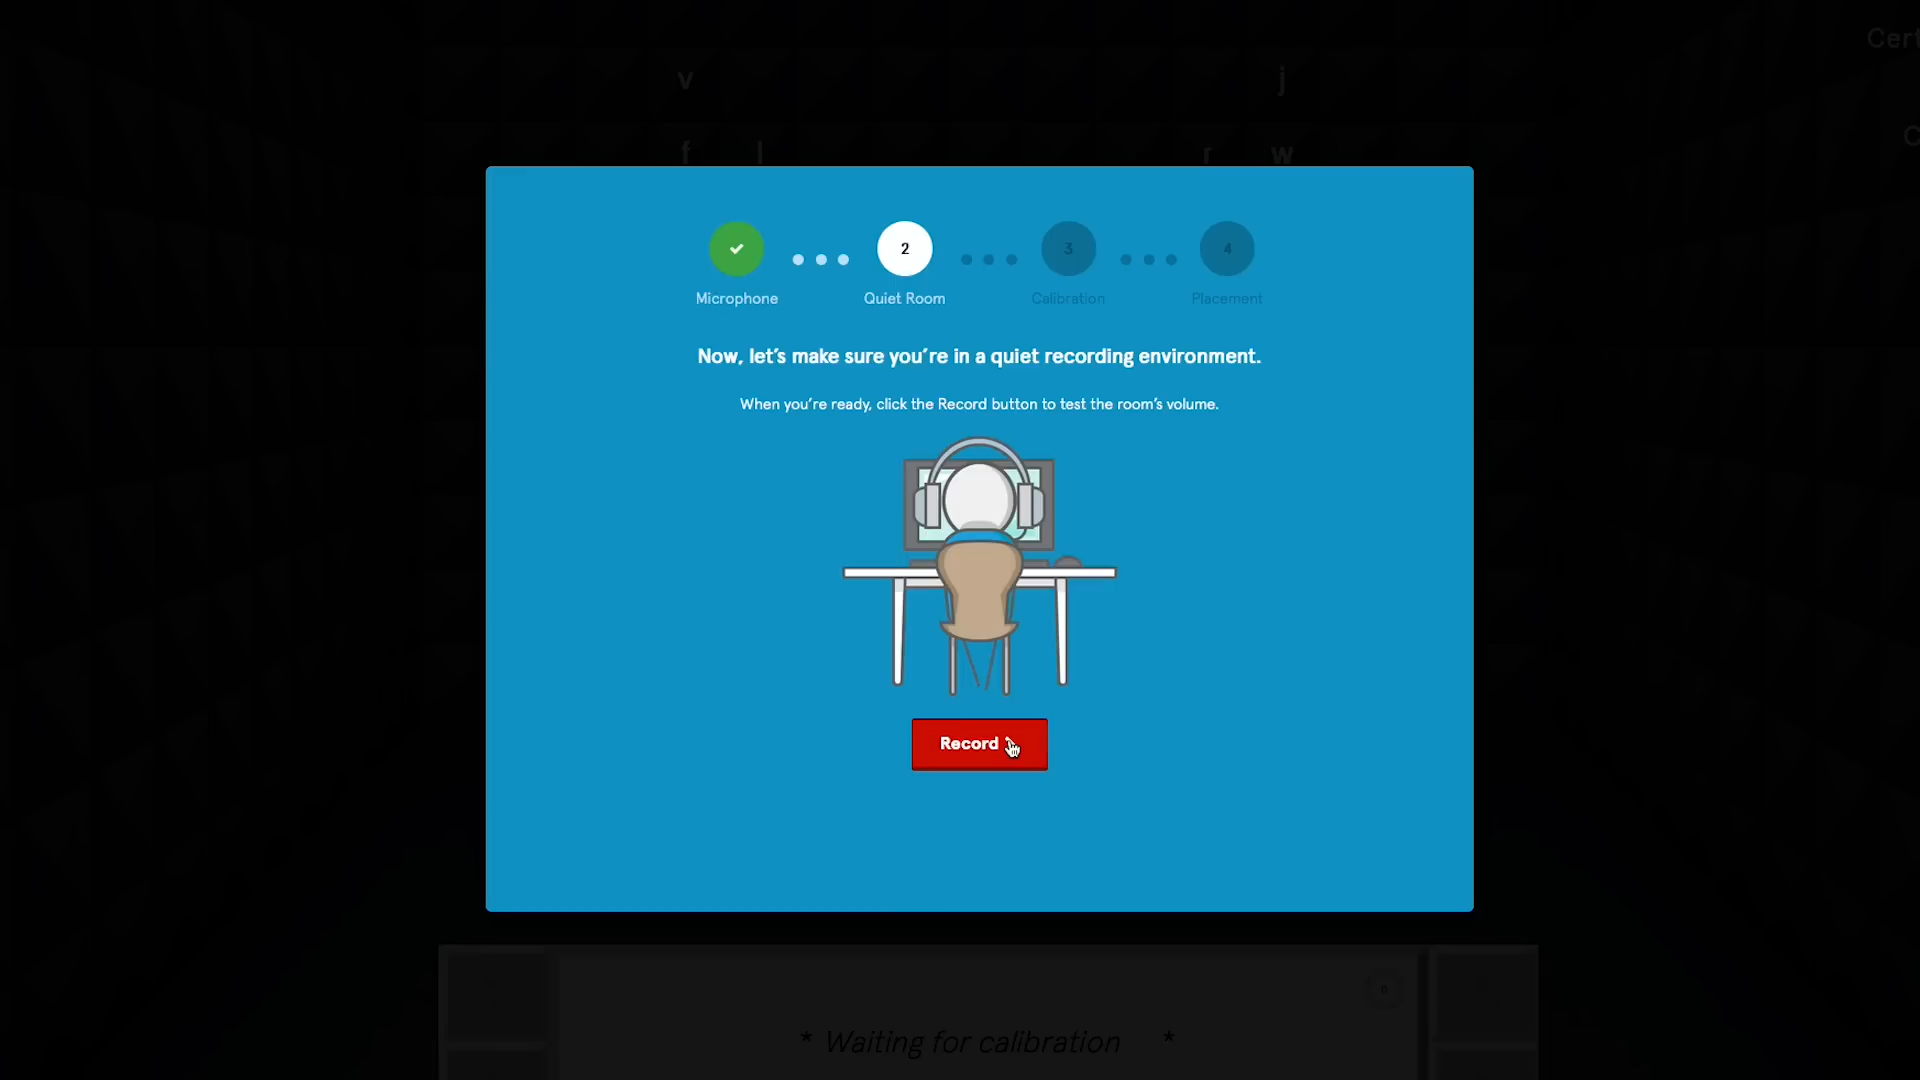 Cert
v j
C
f l r w
2 3 4
Microphone Quiet Room Calibration Placement
Now, let's make sure you're in a quiet recording environment.
When you're ready, click the Record button to test the room's volume.
Record
* Waiting for calibration *